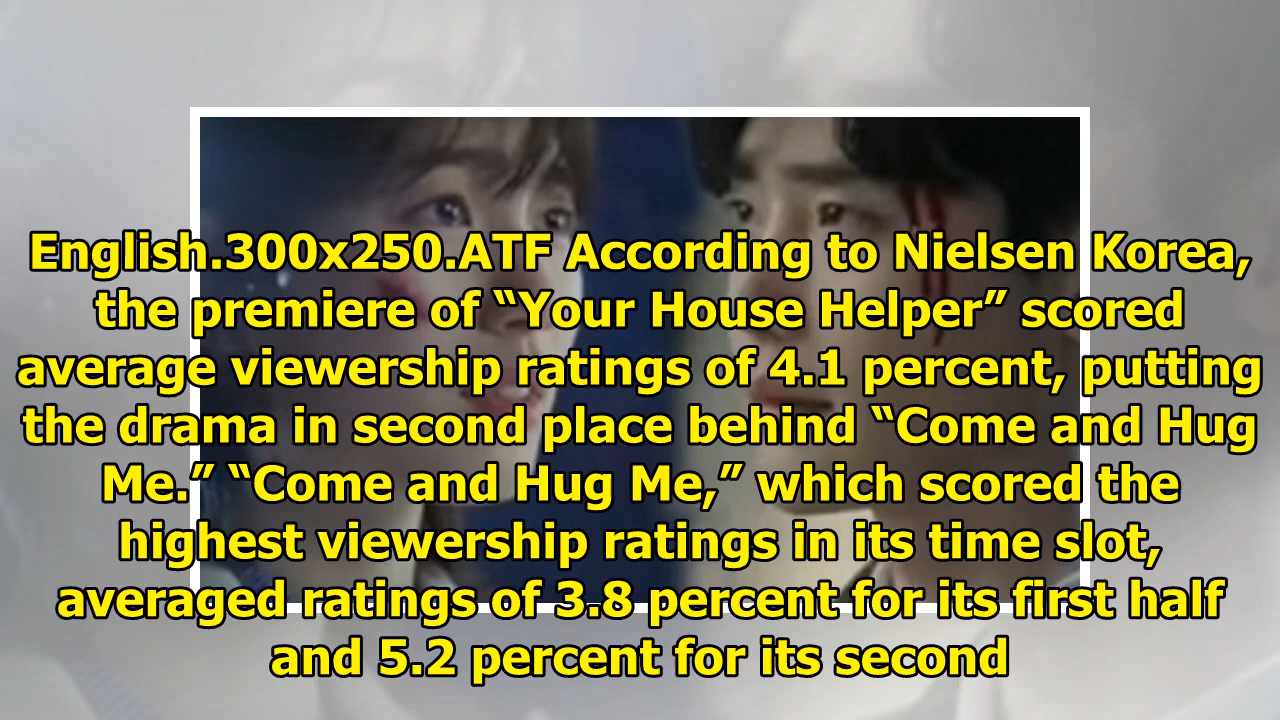 English.300x250.ATF According to Nielsen Korea,
the premiere of “Your House Helper” scored
average viewership ratings of 4.1 percent, putting
the drama in second place behind “Come and Hug
Me.” “Come and Hug Me,” which scored the
highest viewership ratings in its time slot,
averaged ratings of 3.8 percent for its first half
and 5.2 percent for its second